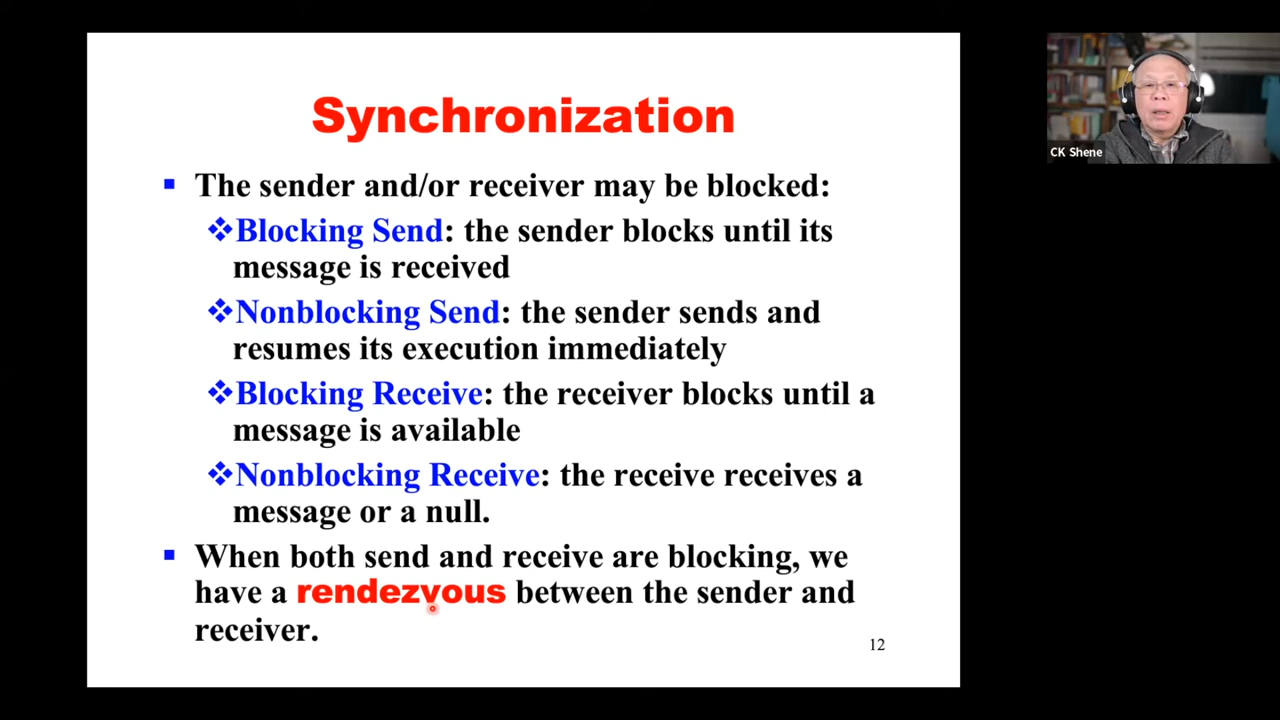 Synchronization
The sender and/or receiver may be blocked:
Blocking Send: the sender blocks until its
message is received
Nonblocking Send: the sender sends and
resumes its execution immediately
Blocking Receive: the receiver blocks until a
message is available
Nonblocking Receive: the receive receives a
message or a null.
When both send and receive are blocking, we
have a rendezvous between the sender and
receiver.
12
CK Shene